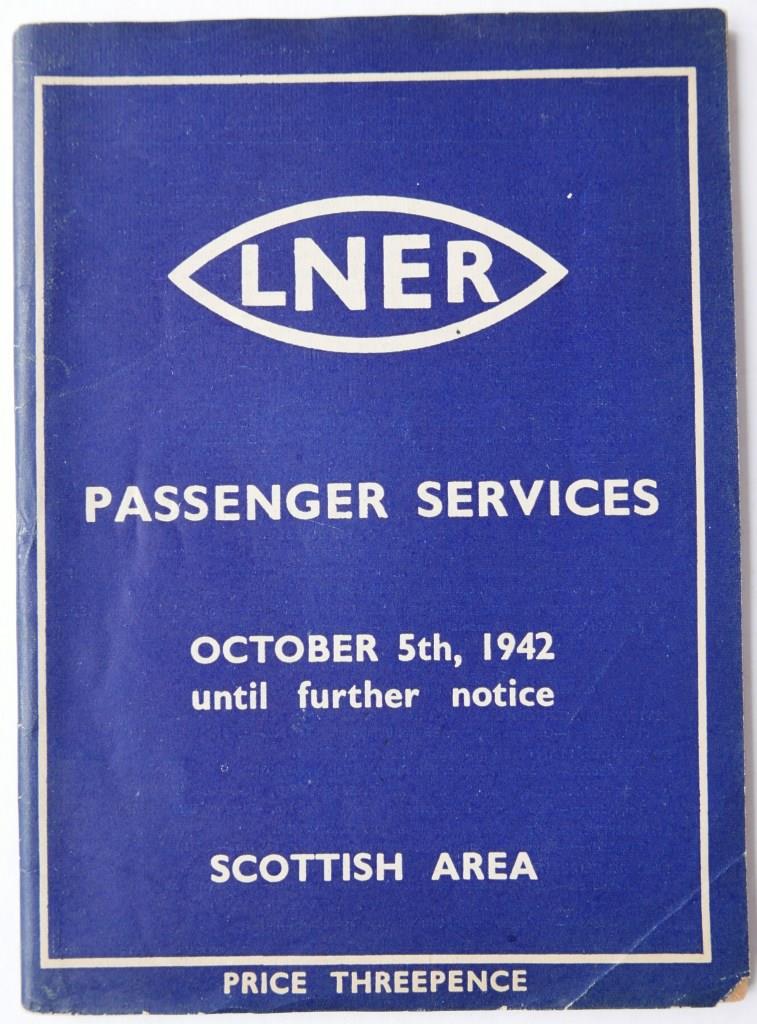 LNER
PASSENGER SERVICES
OCTOBER 5th, 1942
until further notice
SCOTTISH AREA
PRICE THREEPENCE